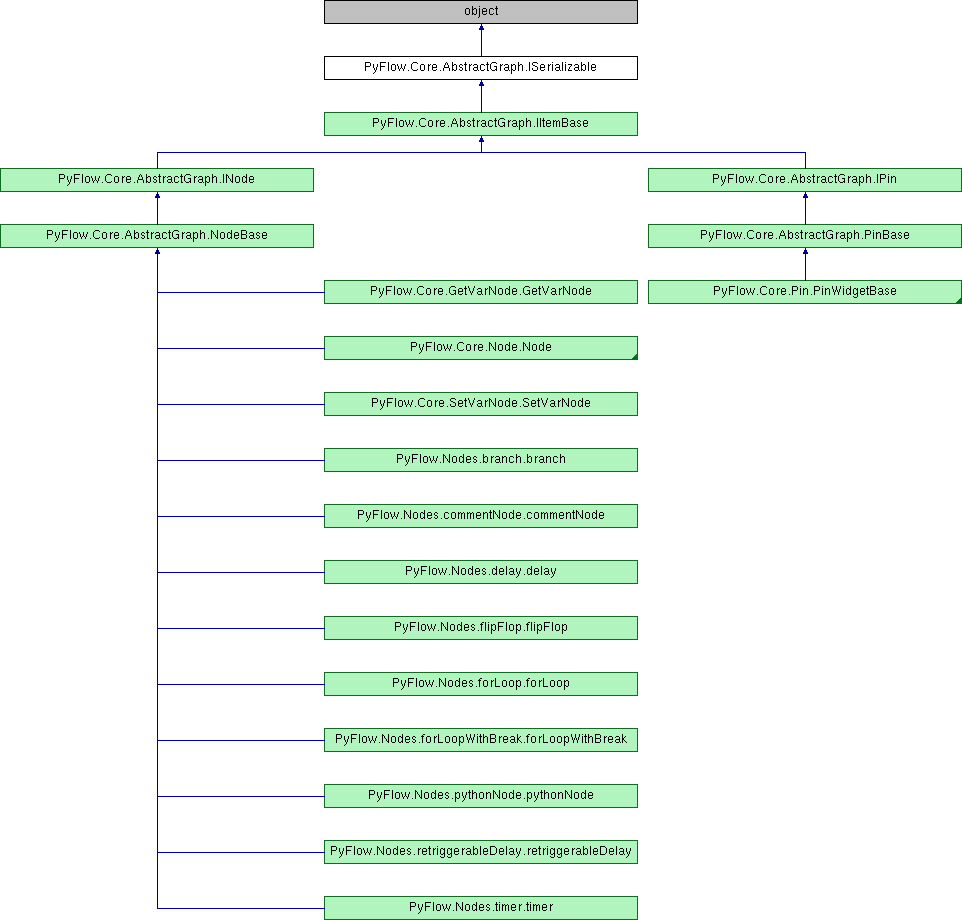 object
PyFlow.Core.AbstractGraph.ISerializable
PyFlow.Core.AbstractGraph.IItemBase
PyFlow.Core.AbstractGraph.INode
PyFlow.Core.AbstractGraph.IPin
PyFlow.Core.AbstractGraph.NodeBase
PyFlow.Core.AbstractGraph.PinBase
PyFlow.Core.GetVarNode.GetVarNode
PyFlow.Core.Pin.PinWidgetBase
PyFlow.Core.Node.Node
PyFlow.Core.SetVarNode.SetVarNode
PyFlow.Nodes.branch.branch
PyFlow.Nodes.commentNode.commentNode
PyFlow.Nodes.delay.delay
PyFlow.Nodes.flipFlop.flipFlop
PyFlow.Nodes.forLoop.forLoop
PyFlow.Nodes.forLoopWithBreak.forLoopWithBreak
PyFlow.Nodes.pythonNode.pythonNode
PyFlow.Nodes.retriggerableDelay.retriggerableDelay
PyFlow.Nodes.timer.timer